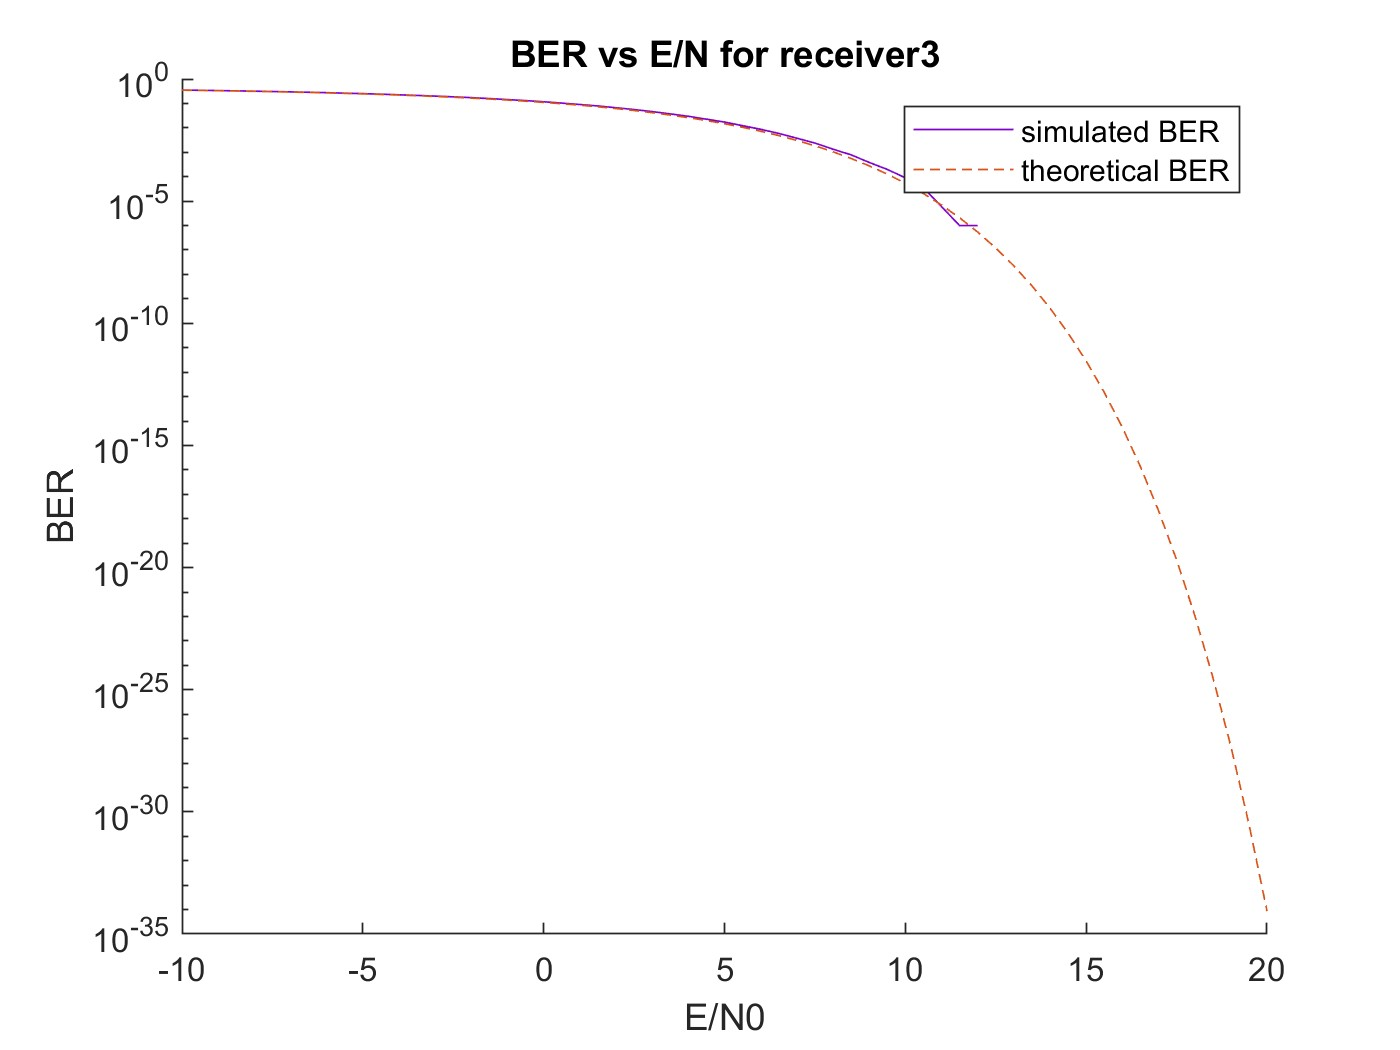 BER vs E/N for receiver3
simulated BER
theoretical BER
10^0
10^-5
10^-10
10^-15
10^-20
10^-25
10^-30
10^-35
BER
-10 -5 0 5 10 15 20
E/N0